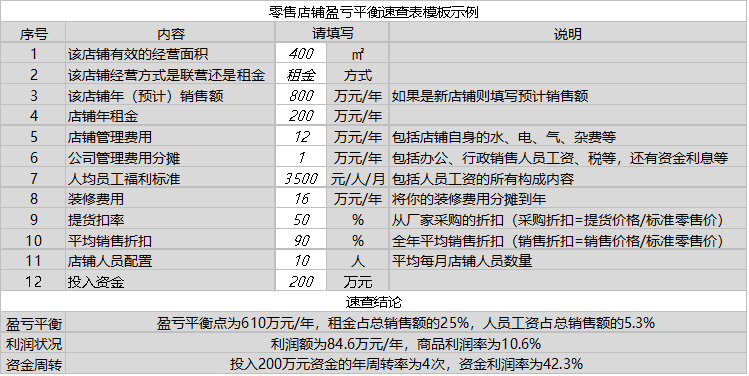 零售店铺盈亏平衡速查表模板示例
序号 内容 请填写 说明
1 该店铺有效的经营面积 400 ㎡
2 该店铺经营方式是联营还是租金 租金 方式
3 该店铺年（预计）销售额 800 万元/年 如果是新店铺则填写预计销售额
4 店铺年租金 200 万元/年
5 店铺管理费用 12 万元/年 包括店铺自身的水、电、气、杂费等
6 公司管理费用分摊 1 万元/年 包括办公、行政销售人员工资、税等，还有资金利息等
7 人均员工福利标准 3500 元/人/月 包括人员工资的所有构成内容
8 装修费用 16 万元/年 将你的装修费用分摊到年
9 提货扣率 50 % 从厂家采购的折扣（采购折扣=提货价格/标准零售价）
10 平均销售折扣 90 % 全年平均销售折扣（销售折扣=销售价格/标准零售价）
11 店铺人员配置 10 人 平均每月店铺人员数量
12 投入资金 200 万元
速查结论
盈亏平衡 盈亏平衡点为610万元/年，租金占总销售额的25%，人员工资占总销售额的5.3%
利润状况 利润额为84.6万元/年，商品利润率为10.6%
资金周转 投入200万元资金的年周转率为4次，资金利润率为42.3%